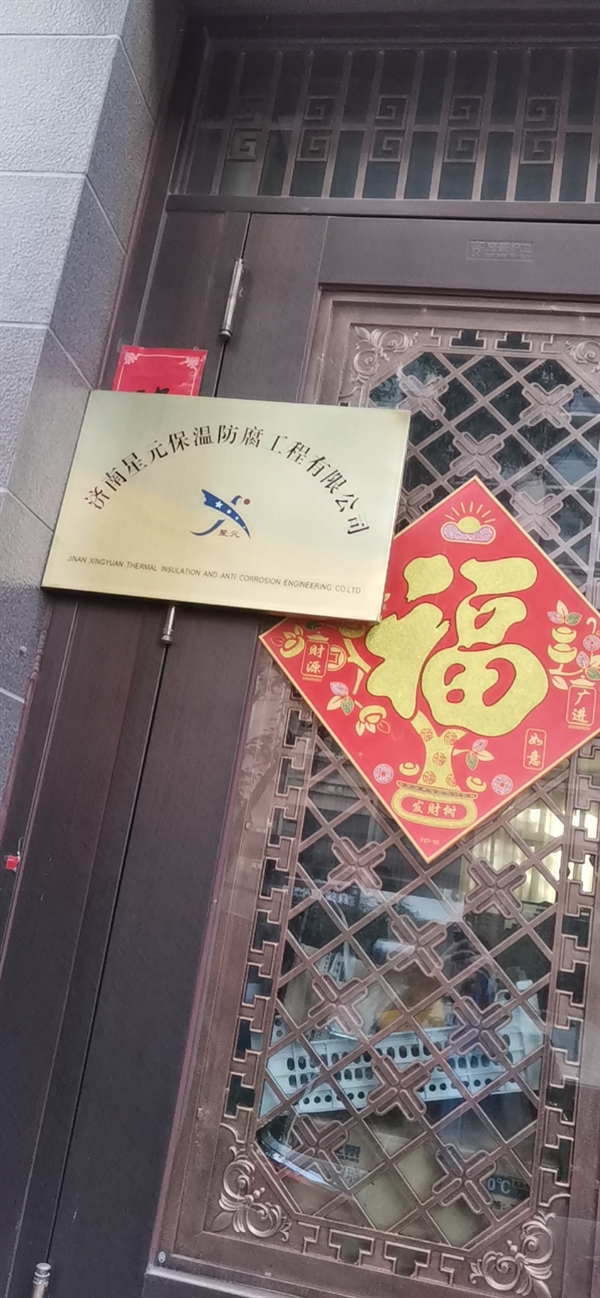 济南星元保温防腐工程有限公司
星元
JINAN XINGYUAN THERMAL INSULATION AND ANTI CORROSION ENGINEERING CO.LTD
福
财源
广进
如意
发财树
0℃